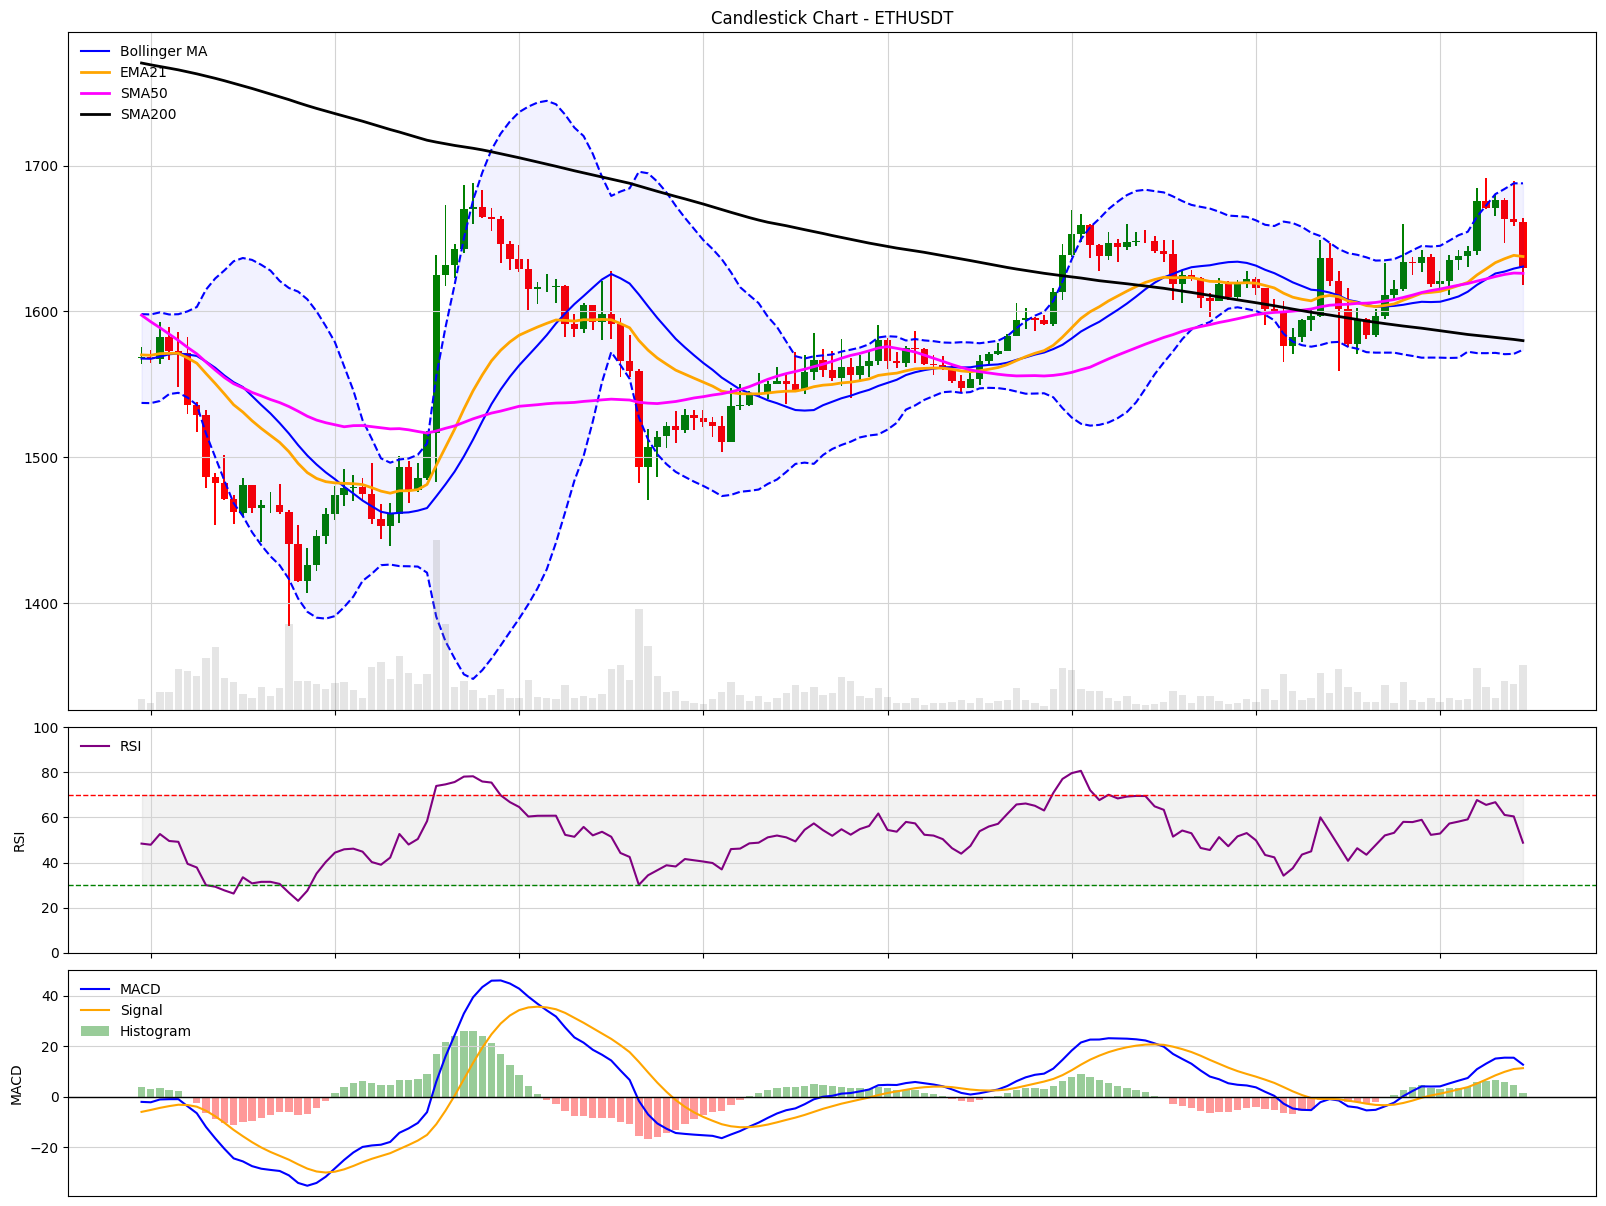 Candlestick Chart - ETHUSDT
Bollinger MA
EMA21
SMA50
SMA200
1700
1600
1500
1400
RSI
100
80
60
40
20
0
RSI
MACD
Signal
Histogram
40
20
0
−20
MACD